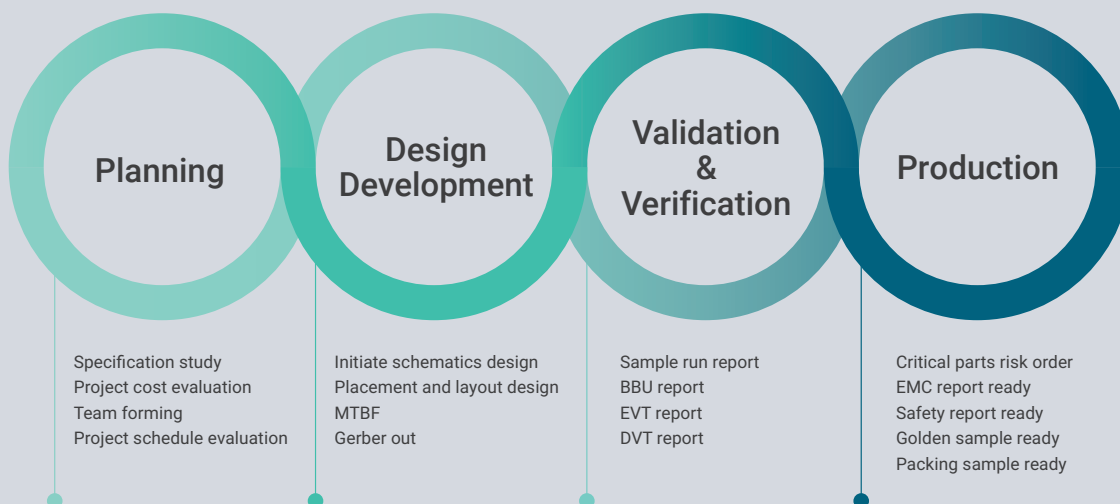 Planning
Design
Development
Validation
&
Verification
Production
Specification study
Project cost evaluation
Team forming
Project schedule evaluation
Initiate schematics design
Placement and layout design
MTBF
Gerber out
Sample run report
BBU report
EVT report
DVT report
Critical parts risk order
EMC report ready
Safety report ready
Golden sample ready
Packing sample ready